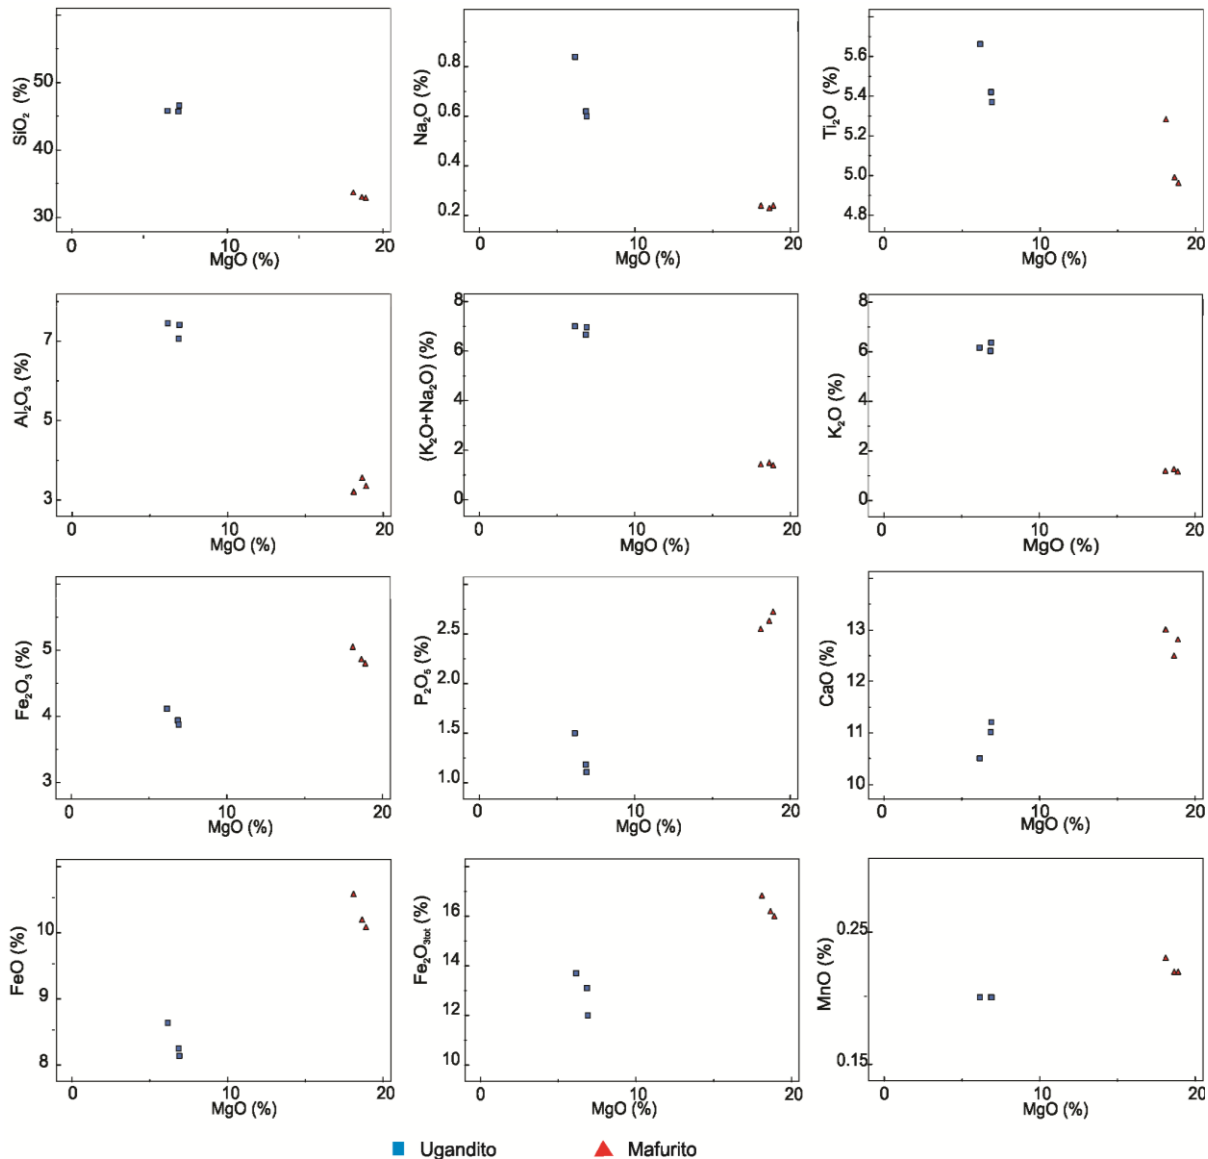 SiO₂ (%)
50
40
30
0 10 20
MgO (%)
Na₂O (%)
0.8
0.6
0.4
0.2
0 10 20
MgO (%)
Ti₂O (%)
5.6
5.4
5.2
5.0
4.8
0 10 20
MgO (%)
Al₂O₃ (%)
7
5
3
0 10 20
MgO (%)
(K₂O+Na₂O) (%)
8
6
4
2
0
0 10 20
MgO (%)
K₂O (%)
8
6
4
2
0
0 10 20
MgO (%)
Fe₂O₃ (%)
5
4
3
0 10 20
MgO (%)
P₂O₅ (%)
2.5
1.5
1.0
0 10 20
MgO (%)
CaO (%)
13
12
11
10
0 10 20
MgO (%)
FeO (%)
10
9
8
0 10 20
MgO (%)
Fe₂O₃tot (%)
16
14
12
10
0 10 20
MgO (%)
MnO (%)
0.25
0.15
0 10 20
MgO (%)
Ugandito Mafurito